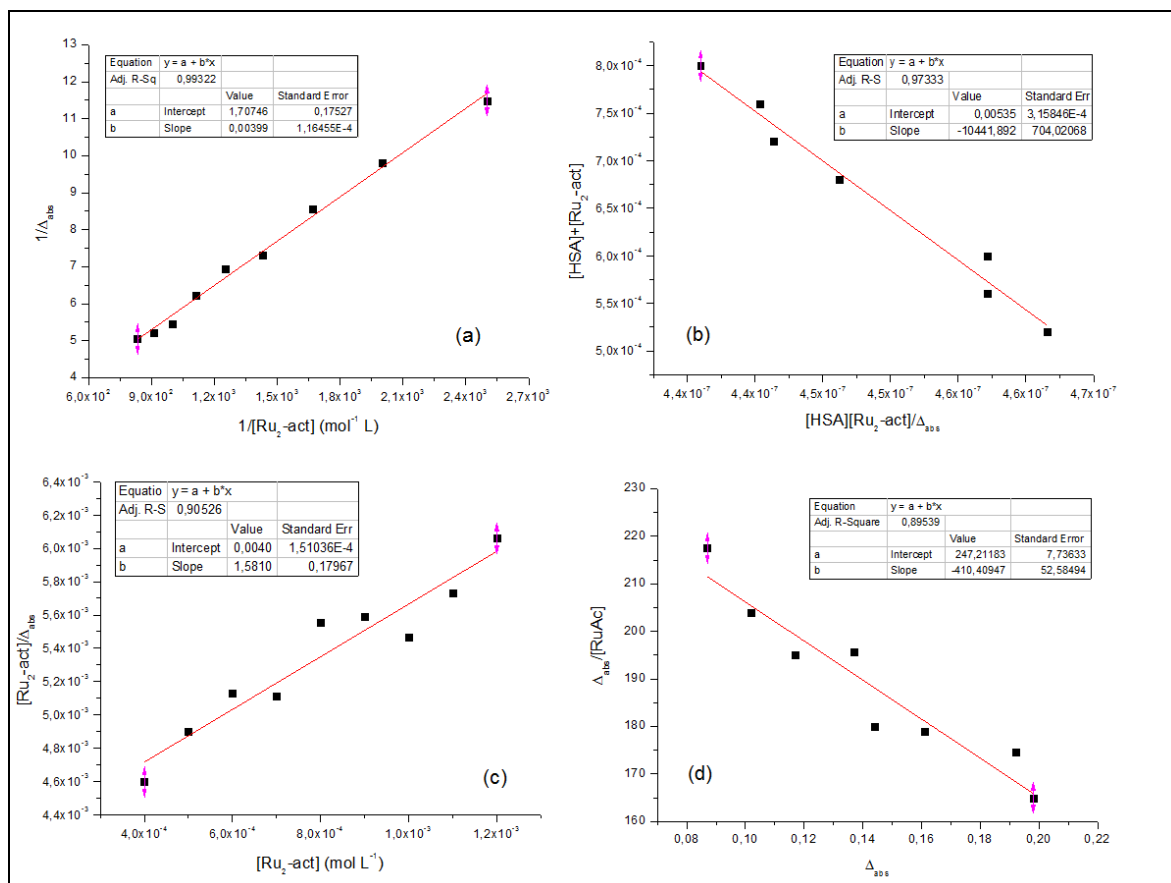 Equation y = a + b*x
Adj. R-Sq 0,99322
Value Standard Error
a Intercept 1,70746 0,17527
b Slope 0,00399 1,16455E-4
13
12
11
10
9
8
7
6
5
4
1/Δabs
(a)
6,0x10² 9,0x10² 1,2x10³ 1,5x10³ 1,8x10³ 2,1x10³ 2,4x10³ 2,7x10³
1/[Ru₂-act] (mol⁻¹ L)
Equation y = a + b*x
Adj. R-S 0,97333
Value Standard Err
a Intercept 0,00535 3,15846E-4
b Slope -10441,892 704,02068
8,0x10⁻⁴
7,5x10⁻⁴
7,0x10⁻⁴
6,5x10⁻⁴
6,0x10⁻⁴
5,5x10⁻⁴
5,0x10⁻⁴
[HSA]+[Ru₂-act]
(b)
4,4x10⁻⁷ 4,4x10⁻⁷ 4,5x10⁻⁷ 4,5x10⁻⁷ 4,6x10⁻⁷ 4,6x10⁻⁷ 4,7x10⁻⁷
[HSA][Ru₂-act]/Δabs
Equatio y = a + b*x
Adj. R-S 0,90526
Value Standard Err
a Intercept 0,0040 1,51036E-4
b Slope 1,5810 0,17967
6,4x10⁻³
6,2x10⁻³
6,0x10⁻³
5,8x10⁻³
5,6x10⁻³
5,4x10⁻³
5,2x10⁻³
5,0x10⁻³
4,8x10⁻³
4,6x10⁻³
4,4x10⁻³
[Ru₂-act]/Δabs
(c)
4,0x10⁻⁴ 6,0x10⁻⁴ 8,0x10⁻⁴ 1,0x10⁻³ 1,2x10⁻³
[Ru₂-act] (mol L⁻¹)
Equation y = a + b*x
Adj. R-Square 0,89539
Value Standard Error
a Intercept 247,21183 7,73633
b Slope -410,40947 52,58494
230
220
210
200
190
180
170
160
Δabs/[RuAc]
(d)
0,08 0,10 0,12 0,14 0,16 0,18 0,20 0,22
Δabs